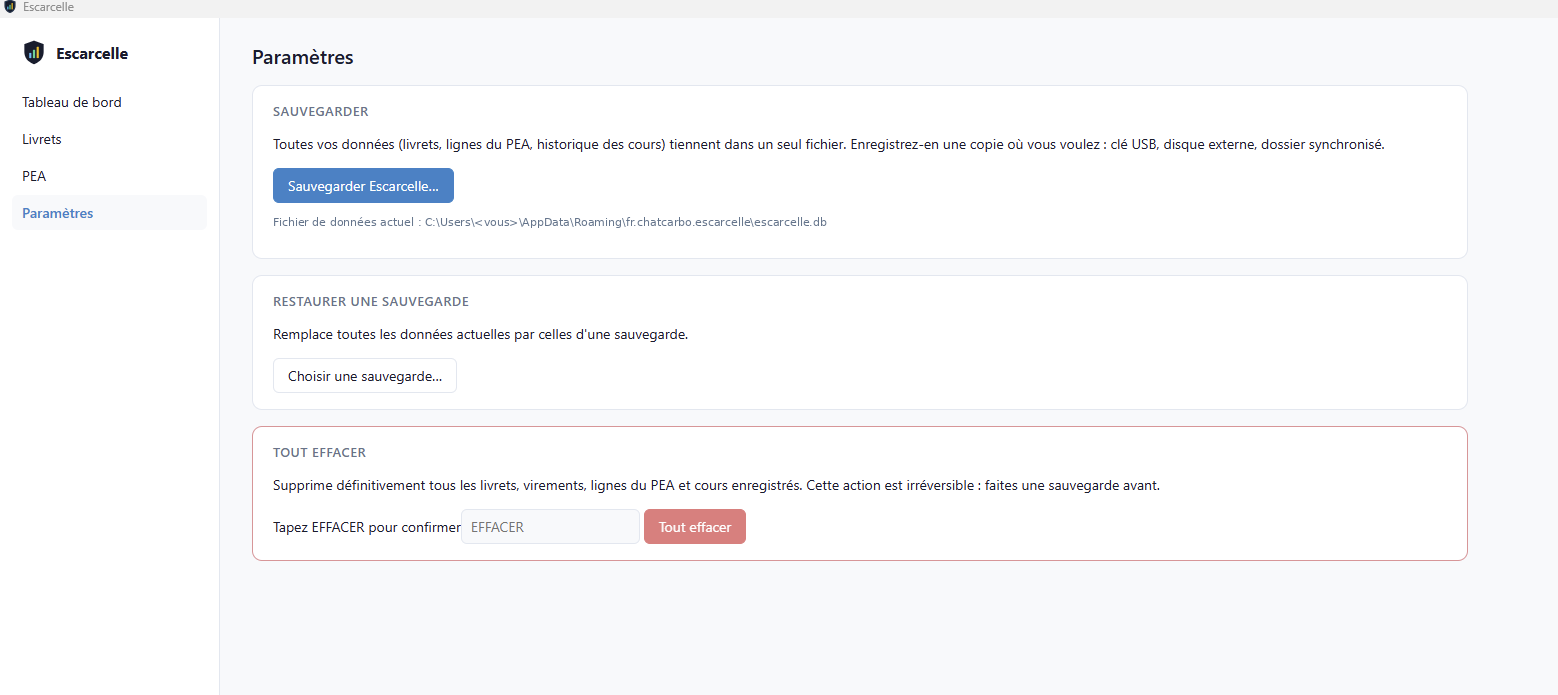 Escarcelle
Escarcelle
Tableau de bord
Livrets
PEA
Paramètres
Paramètres
SAUVEGARDER
Toutes vos données (livrets, lignes du PEA, historique des cours) tiennent dans un seul fichier. Enregistrez-en une copie où vous voulez : clé USB, disque externe, dossier synchronisé.
Sauvegarder Escarcelle...
Fichier de données actuel : C:\Users\<vous>\AppData\Roaming\fr.chatcarbo.escarcelle\escarcelle.db
RESTAURER UNE SAUVEGARDE
Remplace toutes les données actuelles par celles d'une sauvegarde.
Choisir une sauvegarde...
TOUT EFFACER
Supprime définitivement tous les livrets, virements, lignes du PEA et cours enregistrés. Cette action est irréversible : faites une sauvegarde avant.
Tapez EFFACER pour confirmer EFFACER Tout effacer